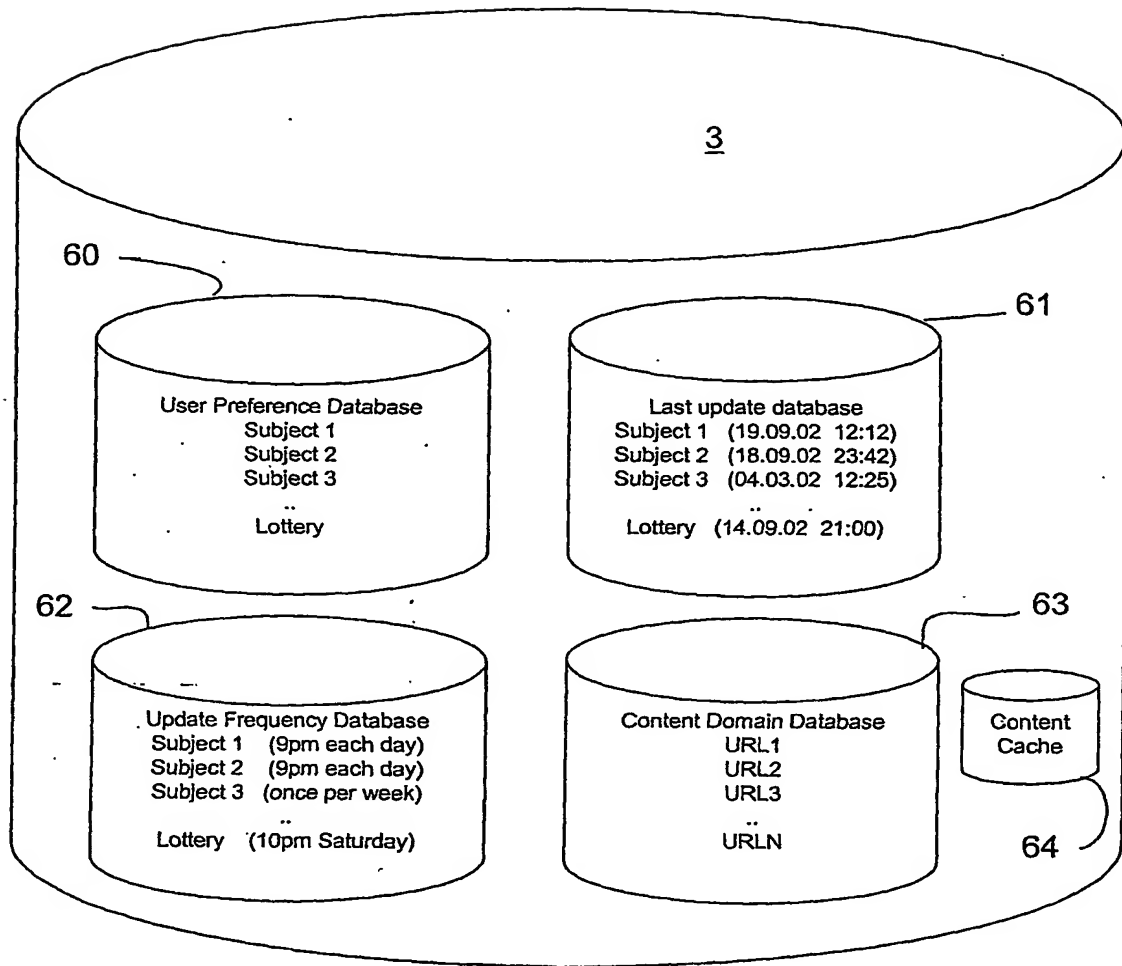 3
60
61
User Preference Database
Subject 1
Subject 2
Subject 3
..
Lottery
Last update database
Subject 1 (19.09.02 12:12)
Subject 2 (18.09.02 23:42)
Subject 3 (04.03.02 12:25)
..
Lottery (14.09.02 21:00)
62
63
Update Frequency Database
Subject 1 (9pm each day)
Subject 2 (9pm each day)
Subject 3 (once per week)
..
Lottery (10pm Saturday)
Content Domain Database
URL1
URL2
URL3
..
URLN
Content
Cache
64